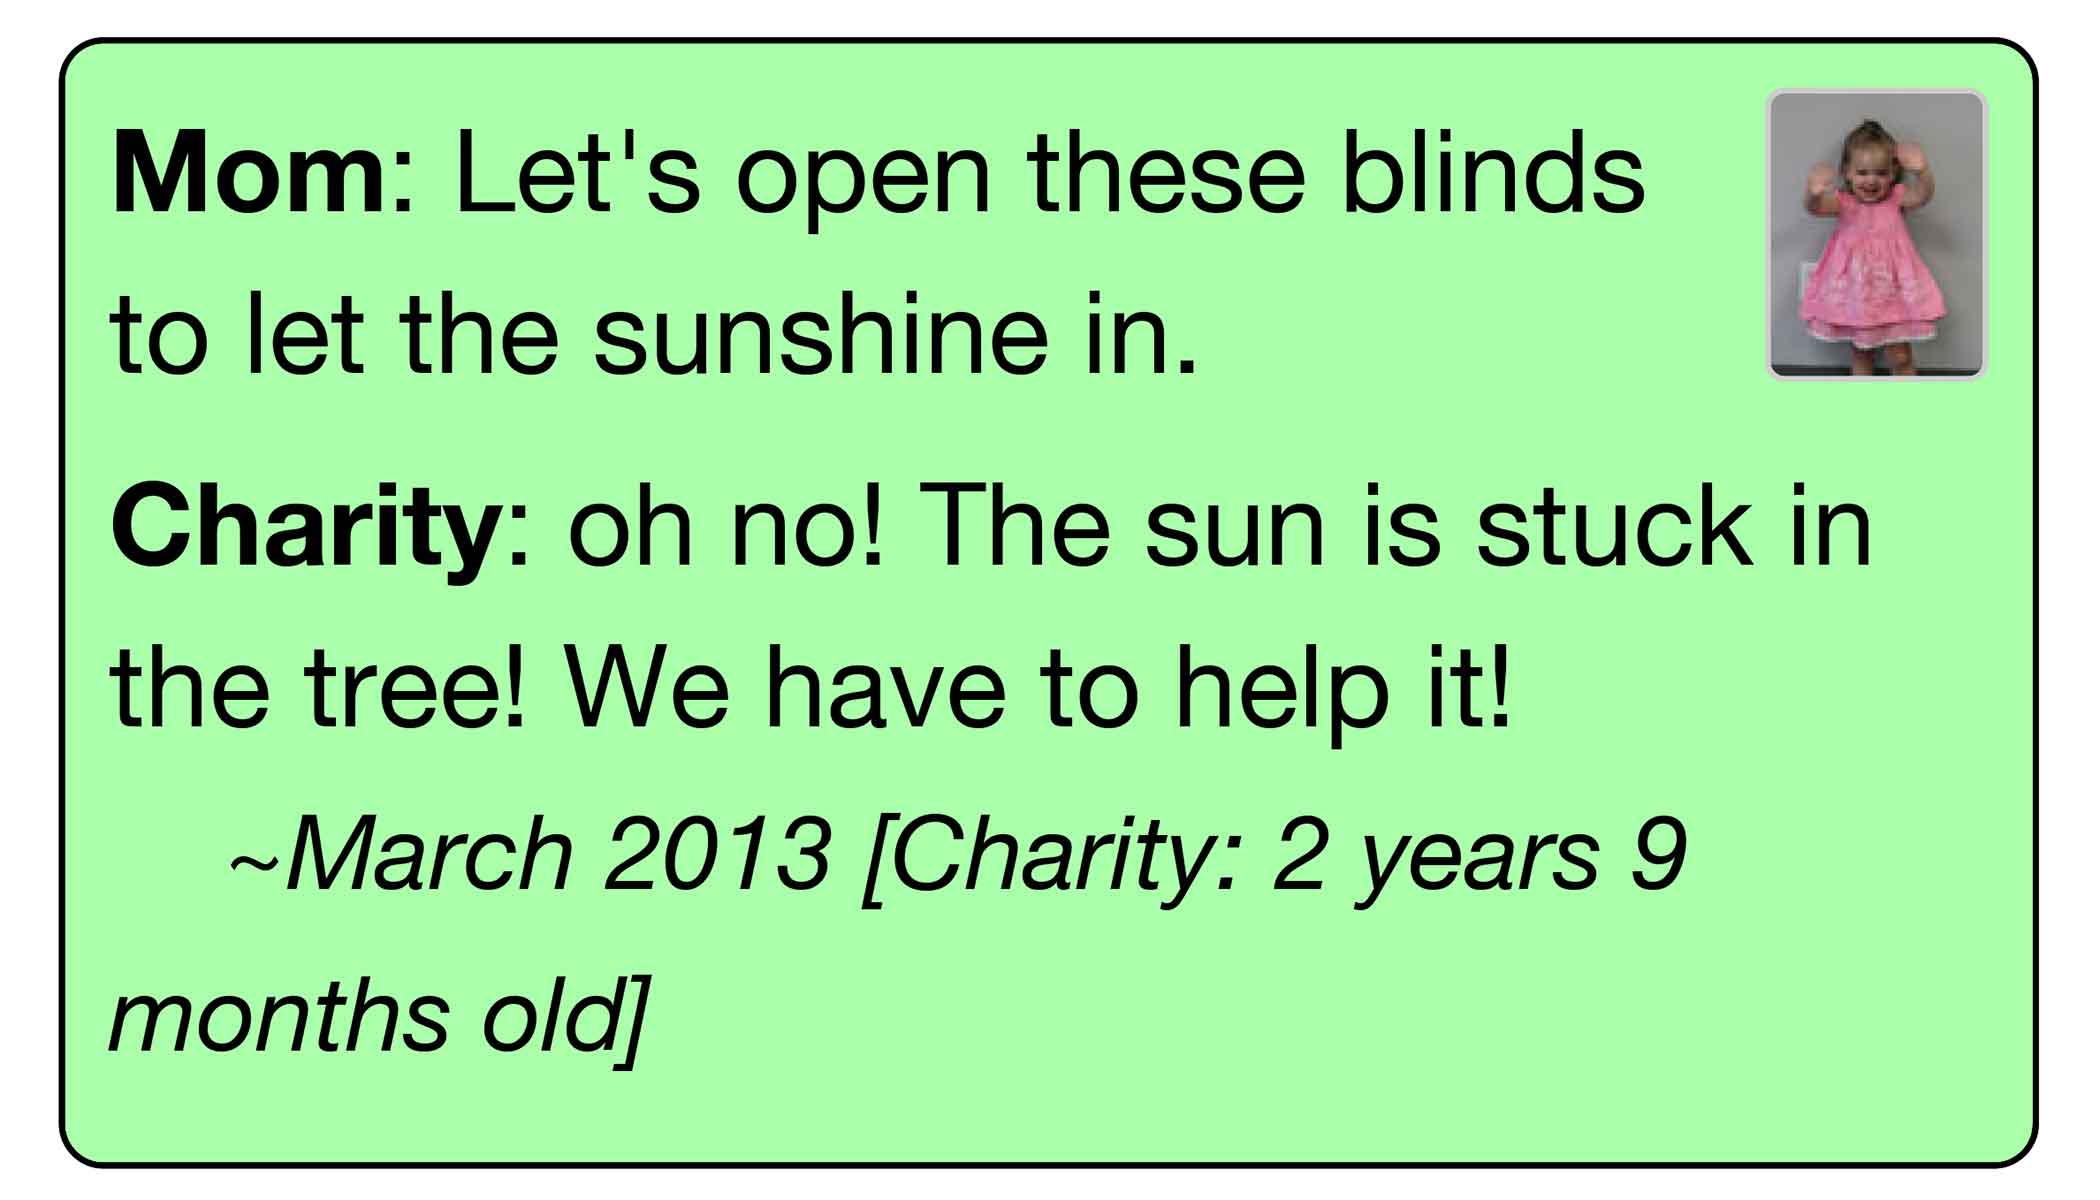 Mom: Let's open these blinds
to let the sunshine in.
Charity: oh no! The sun is stuck in
the tree! We have to help it!
~March 2013 [Charity: 2 years 9
months old]